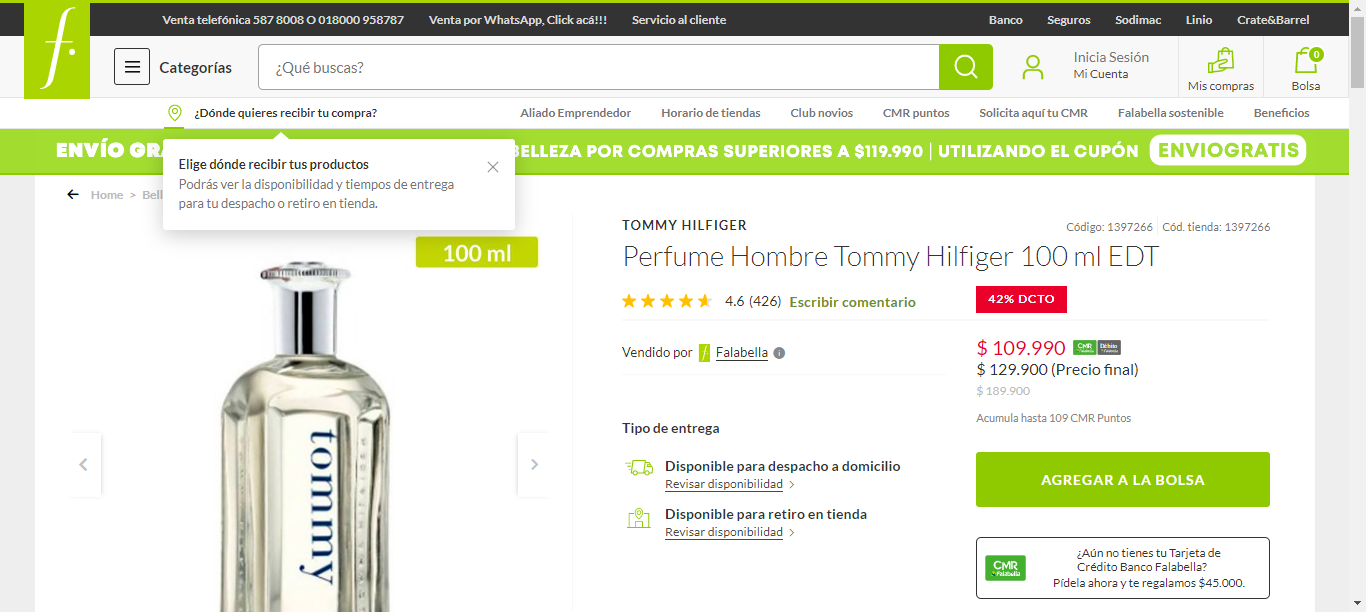 Venta telefónica 587 8008 O 018000 958787
Venta por WhatsApp, Click acá!!!
Servicio al cliente
Banco
Seguros
Sodimac
Linio
Crate&Barrel
f.
Categorías
¿Qué buscas?
Inicia Sesión
Mi Cuenta
Mis compras
0
Bolsa
¿Dónde quieres recibir tu compra?
Aliado Emprendedor
Horario de tiendas
Club novios
CMR puntos
Solicita aquí tu CMR
Falabella sostenible
Beneficios
ENVÍO GRA
BELLEZA POR COMPRAS SUPERIORES A $119.990 | UTILIZANDO EL CUPÓN ENVIOGRATIS
Elige dónde recibir tus productos
Podrás ver la disponibilidad y tiempos de entrega
para tu despacho o retiro en tienda.
Home > Bell
100 ml
tommy
TOMMY HILFIGER
Código: 1397266
Cód. tienda: 1397266
Perfume Hombre Tommy Hilfiger 100 ml EDT
4.6 (426)
Escribir comentario
42% DCTO
Vendido por f Falabella
$ 109.990
CMR Falabella Débito
$ 129.900 (Precio final)
$ 189.900
Acumula hasta 109 CMR Puntos
Tipo de entrega
Disponible para despacho a domicilio
Revisar disponibilidad >
Disponible para retiro en tienda
Revisar disponibilidad >
AGREGAR A LA BOLSA
CMR
Falabella
¿Aún no tienes tu Tarjeta de
Crédito Banco Falabella?
Pídela ahora y te regalamos $45.000.